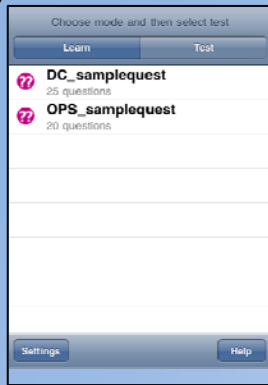 Choose mode and then select test
Learn Test
?? DC_samplequest
25 questions
?? OPS_samplequest
20 questions
Settings Help